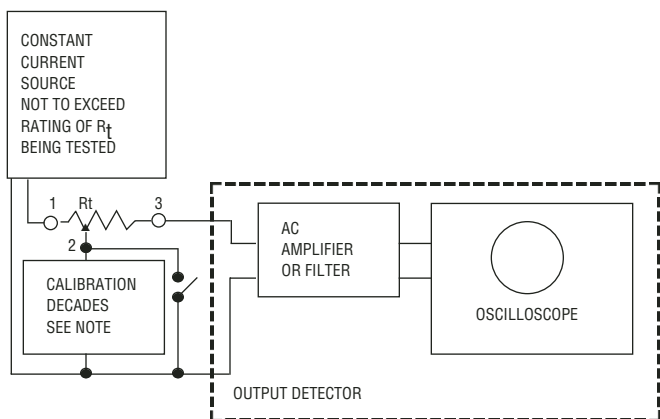 CONSTANT
CURRENT
SOURCE
NOT TO EXCEED
RATING OF Rt
BEING TESTED
1 Rt 3
2
CALIBRATION
DECADES
SEE NOTE
AC
AMPLIFIER
OR FILTER
OSCILLOSCOPE
OUTPUT DETECTOR